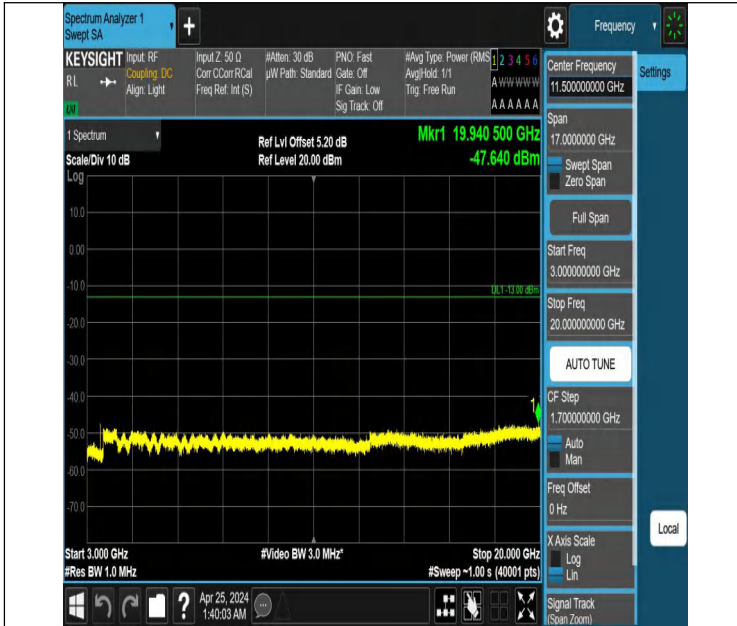 Spectrum Analyzer 1
Swept SA
+
Frequency
KEYSIGHT
RL
Input: RF
Coupling: DC
Align: Light
Input Z: 50 Ω
Corr CCorr RCal
Freq Ref: Int (S)
#Atten: 30 dB
µW Path: Standard
PNO: Fast
Gate: Off
IF Gain: Low
Sig Track: Off
#Avg Type: Power (RMS
Avg|Hold: 1/1
Trig: Free Run
1 2 3 4 5 6
A W W W W W
A A A A A A
1 Spectrum
Scale/Div 10 dB
Ref Lvl Offset 5.20 dB
Ref Level 20.00 dBm
Mkr1 19.940 500 GHz
-47.640 dBm
Log
10.0
0.00
-10.0
DL1 -13.00 dBm
-20.0
-30.0
-40.0
1
-50.0
-60.0
-70.0
Start 3.000 GHz
#Res BW 1.0 MHz
#Video BW 3.0 MHz*
Stop 20.000 GHz
#Sweep ~1.00 s (40001 pts)
Center Frequency
11.500000000 GHz
Span
17.0000000 GHz
Swept Span
Zero Span
Full Span
Start Freq
3.000000000 GHz
Stop Freq
20.000000000 GHz
AUTO TUNE
CF Step
1.700000000 GHz
Auto
Man
Freq Offset
0 Hz
X Axis Scale
Log
Lin
Signal Track
(Span Zoom)
Settings
Local
?
Apr 25, 2024
1:40:03 AM